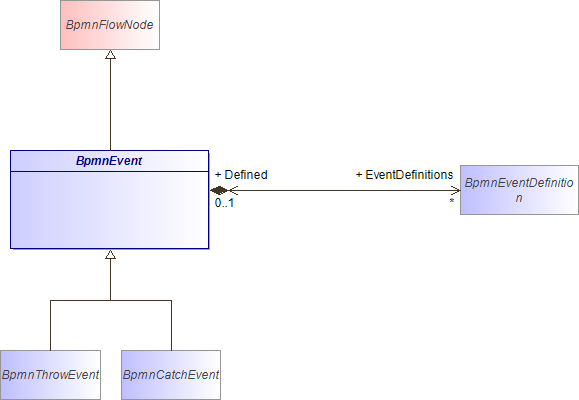 BpmnFlowNode
BpmnEvent
+ Defined
+ EventDefinitions
0..1
*
BpmnEventDefinitio
n
BpmnThrowEvent
BpmnCatchEvent